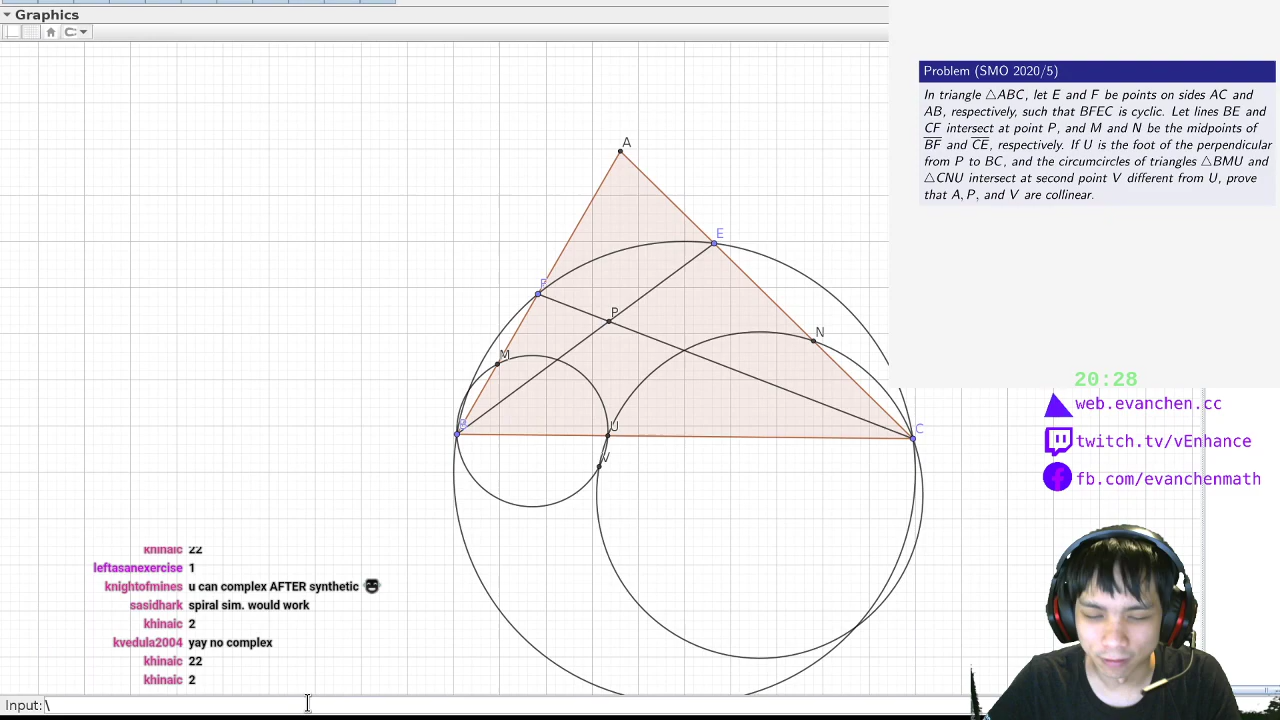 Graphics
Problem (SMO 2020/5)
In triangle △ABC, let E and F be points on sides AC and
AB, respectively, such that BFEC is cyclic. Let lines BE and
CF intersect at point P, and M and N be the midpoints of
BF and CE, respectively. If U is the foot of the perpendicular
from P to BC, and the circumcircles of triangles △BMU and
△CNU intersect at second point V different from U, prove
that A, P, and V are collinear.
A
E
F
P
N
M
B
U
C
V
20:28
web.evanchen.cc
twitch.tv/vEnhance
fb.com/evanchenmath
khinaic 22
leftasanexercise 1
knightofmines u can complex AFTER synthetic
sasidhark spiral sim. would work
khinaic 2
kvedula2004 yay no complex
khinaic 22
khinaic 2
Input: \